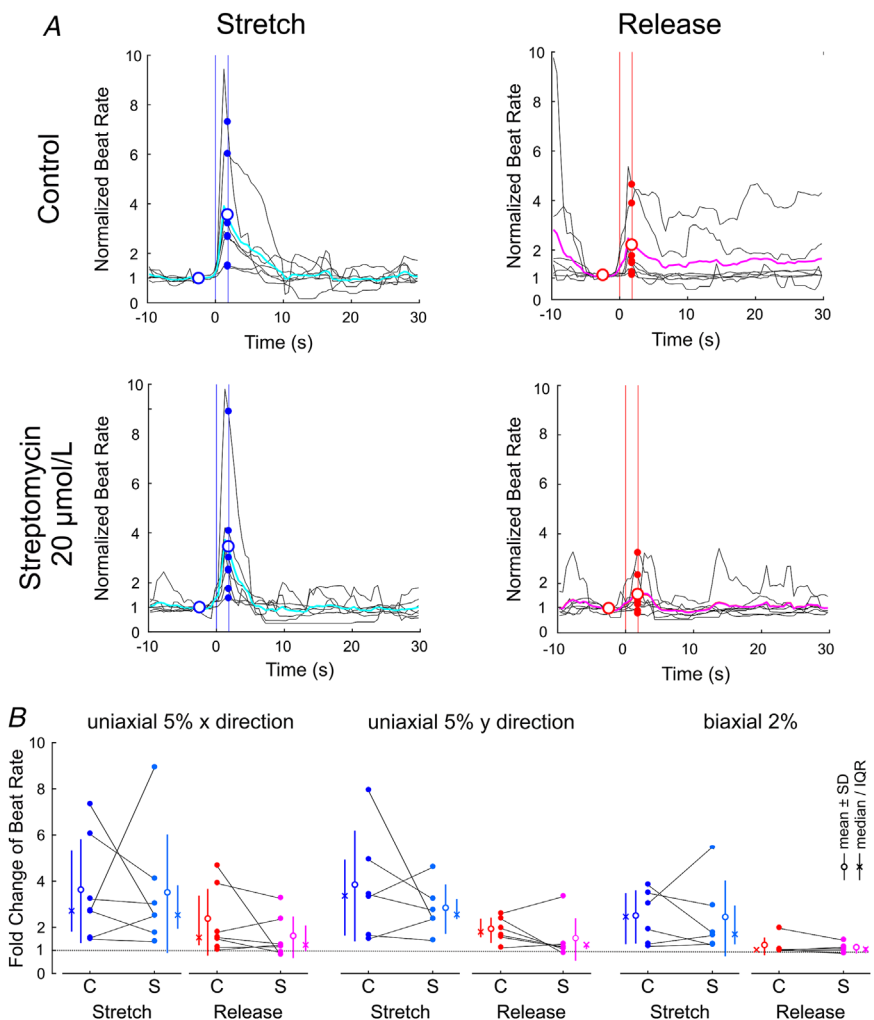 A
Stretch
Release
Control
Normalized Beat Rate
10
8
6
4
2
1
0
-10
0
10
20
30
Time (s)
Normalized Beat Rate
10
8
6
4
2
1
0
-10
0
10
20
30
Time (s)
Streptomycin
20 µmol/L
Normalized Beat Rate
10
8
6
4
2
1
0
-10
0
10
20
30
Time (s)
Normalized Beat Rate
10
8
6
4
2
1
0
-10
0
10
20
30
Time (s)
B
uniaxial 5% x direction
uniaxial 5% y direction
biaxial 2%
Fold Change of Beat Rate
10
8
6
4
2
1
0
mean ± SD
median / IQR
C S C S C S C S C S C S
Stretch Release Stretch Release Stretch Release